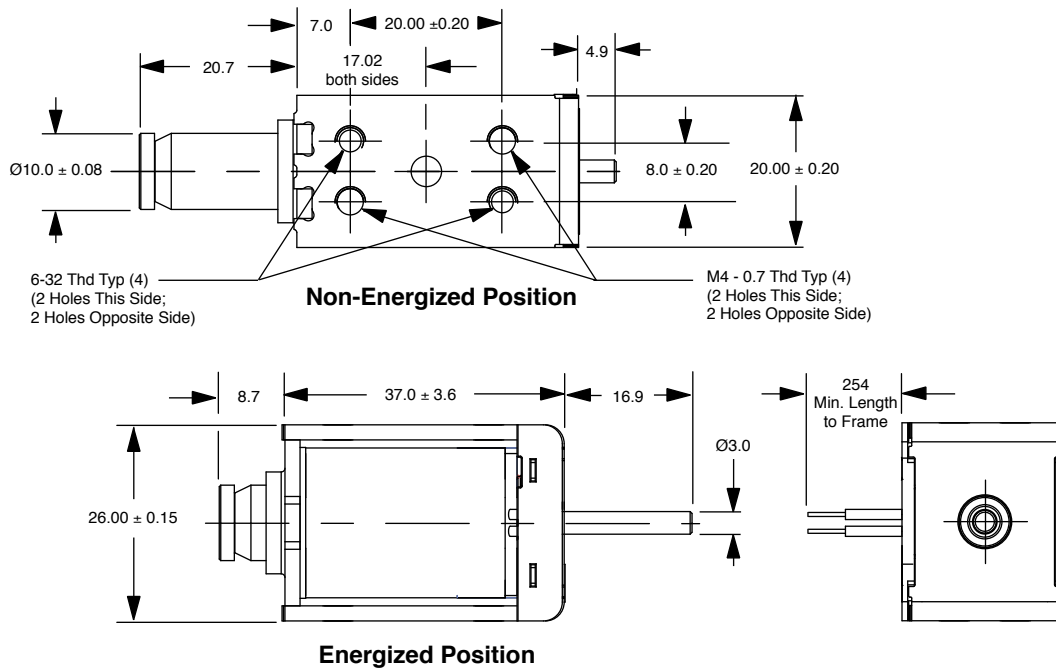 7.0
20.00 ±0.20
4.9
20.7
17.02
both sides
Ø10.0 ± 0.08
8.0 ± 0.20
20.00 ± 0.20
6-32 Thd Typ (4)
(2 Holes This Side;
2 Holes Opposite Side)
M4 - 0.7 Thd Typ (4)
(2 Holes This Side;
2 Holes Opposite Side)
Non-Energized Position
8.7
37.0 ± 3.6
16.9
254
Min. Length
to Frame
Ø3.0
26.00 ± 0.15
Energized Position